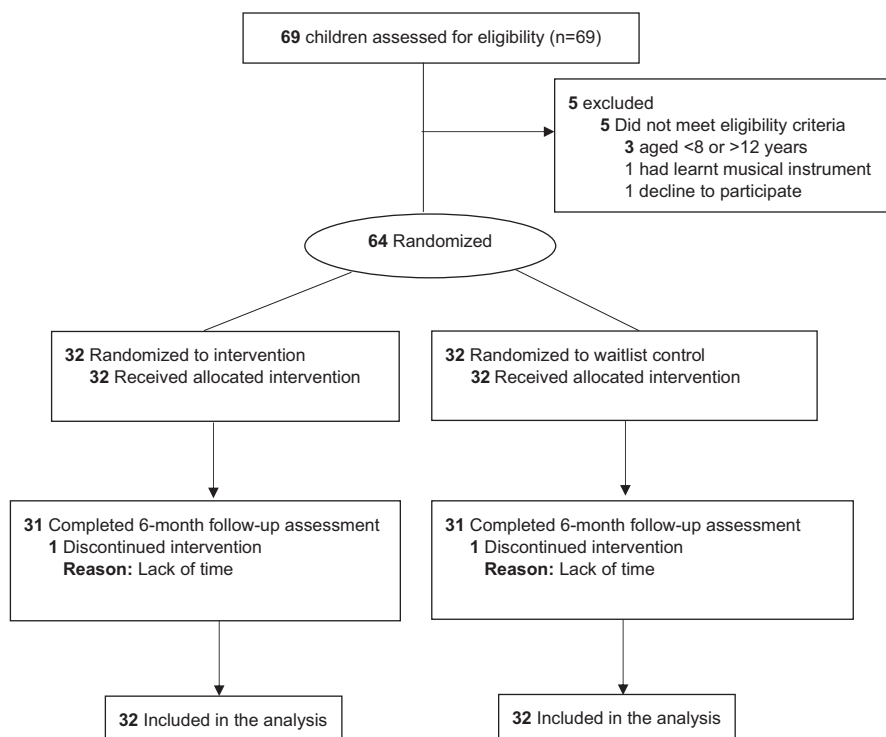 69 children assessed for eligibility (n=69)
5 excluded
5 Did not meet eligibility criteria
3 aged <8 or >12 years
1 had learnt musical instrument
1 decline to participate
64 Randomized
32 Randomized to intervention
32 Received allocated intervention
32 Randomized to waitlist control
32 Received allocated intervention
31 Completed 6-month follow-up assessment
1 Discontinued intervention
Reason: Lack of time
31 Completed 6-month follow-up assessment
1 Discontinued intervention
Reason: Lack of time
32 Included in the analysis
32 Included in the analysis